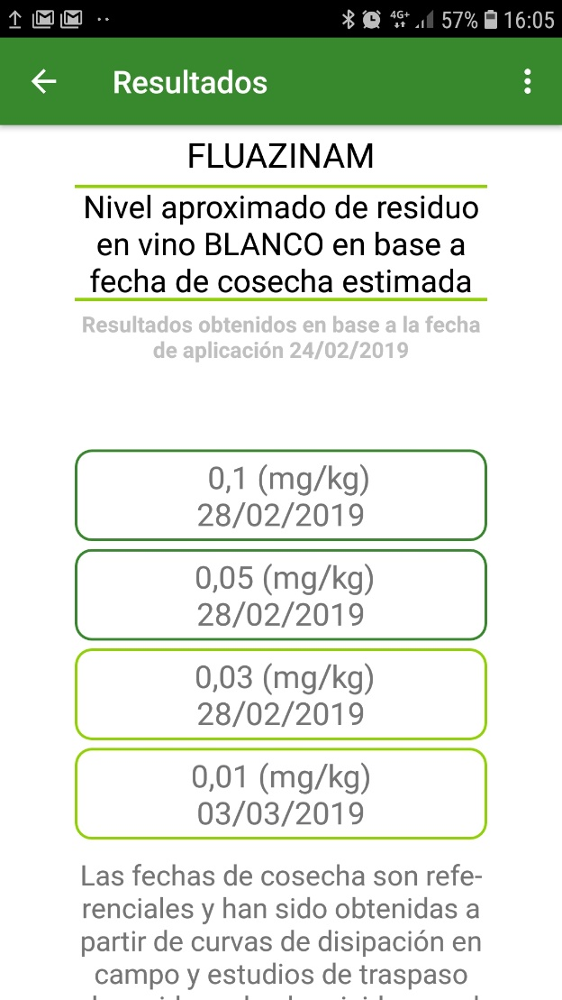 57% 16:05
Resultados
FLUAZINAM
Nivel aproximado de residuo
en vino BLANCO en base a
fecha de cosecha estimada
Resultados obtenidos en base a la fecha
de aplicación 24/02/2019
0,1 (mg/kg)
28/02/2019
0,05 (mg/kg)
28/02/2019
0,03 (mg/kg)
28/02/2019
0,01 (mg/kg)
03/03/2019
Las fechas de cosecha son refe-
renciales y han sido obtenidas a
partir de curvas de disipación en
campo y estudios de traspaso